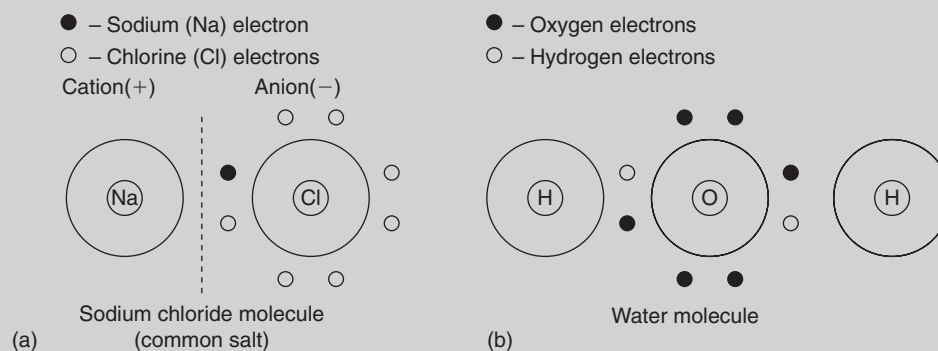 – Sodium (Na) electron
– Chlorine (Cl) electrons
Cation(+) Anion(−)
Na Cl
Sodium chloride molecule
(common salt)
(a)
– Oxygen electrons
– Hydrogen electrons
H O H
Water molecule
(b)